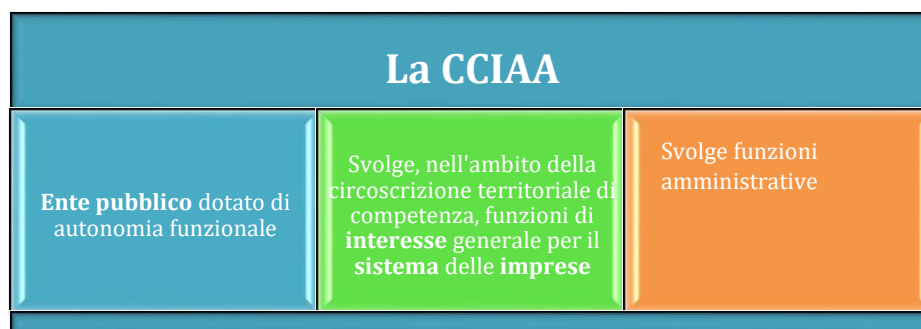 La CCIAA
Ente pubblico dotato di
autonomia funzionale
Svolge, nell'ambito della
circoscrizione territoriale di
competenza, funzioni di
interesse generale per il
sistema delle imprese
Svolge funzioni
amministrative